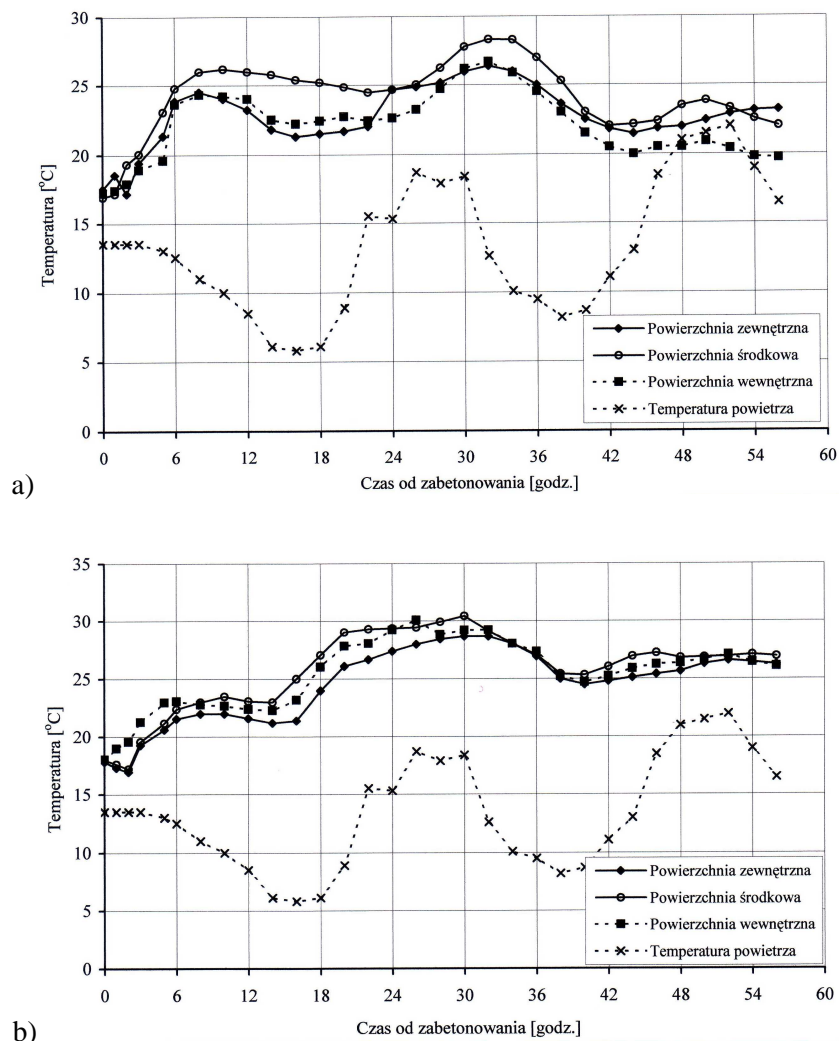 30
25
20
15
10
5
0
Temperatura [°C]
0 6 12 18 24 30 36 42 48 54 60
Czas od zabetonowania [godz.]
Powierzchnia zewnętrzna
Powierzchnia środkowa
Powierzchnia wewnętrzna
Temperatura powietrza
a)
35
30
25
20
15
10
5
0
Temperatura [°C]
0 6 12 18 24 30 36 42 48 54 60
Czas od zabetonowania [godz.]
Powierzchnia zewnętrzna
Powierzchnia środkowa
Powierzchnia wewnętrzna
Temperatura powietrza
b)